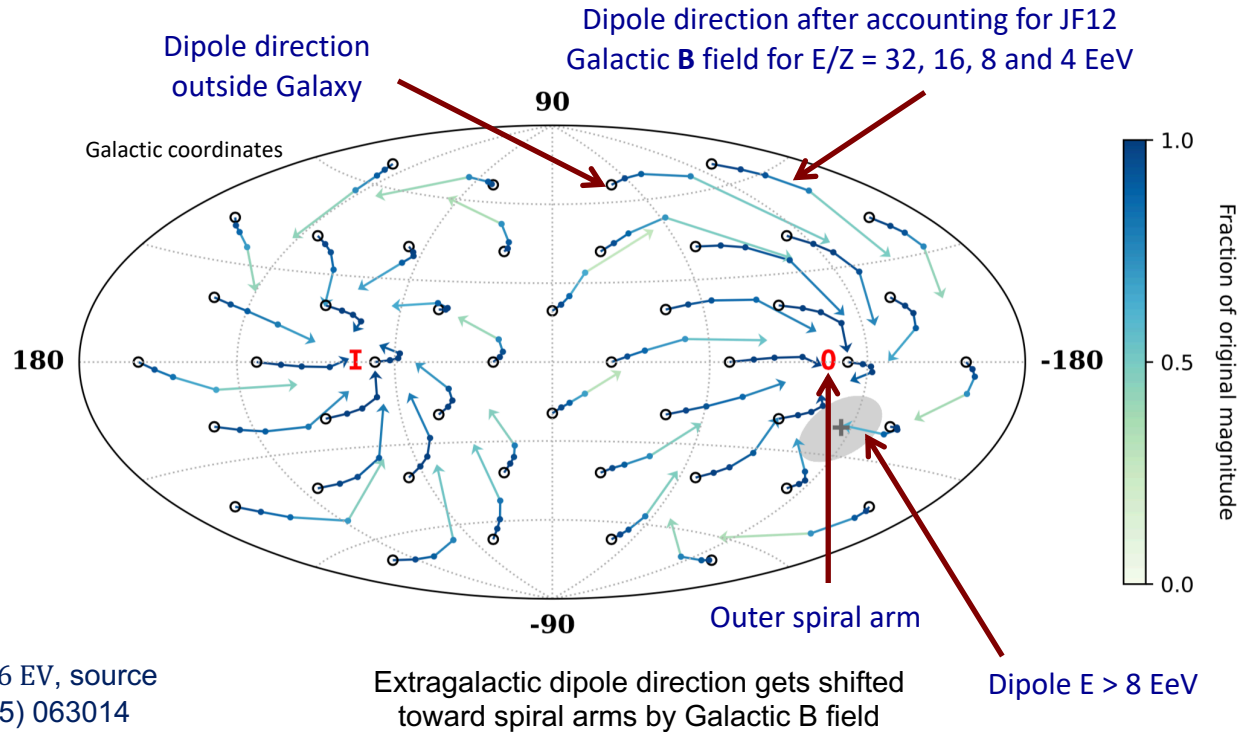 Dipole direction
outside Galaxy
Dipole direction after accounting for JF12
Galactic B field for E/Z = 32, 16, 8 and 4 EeV
90
Galactic coordinates
180
-180
I
O
-90
1.0
0.5
0.0
Fraction of original magnitude
Outer spiral arm
Dipole E > 8 EeV
6 EV, source
5) 063014
Extragalactic dipole direction gets shifted
toward spiral arms by Galactic B field